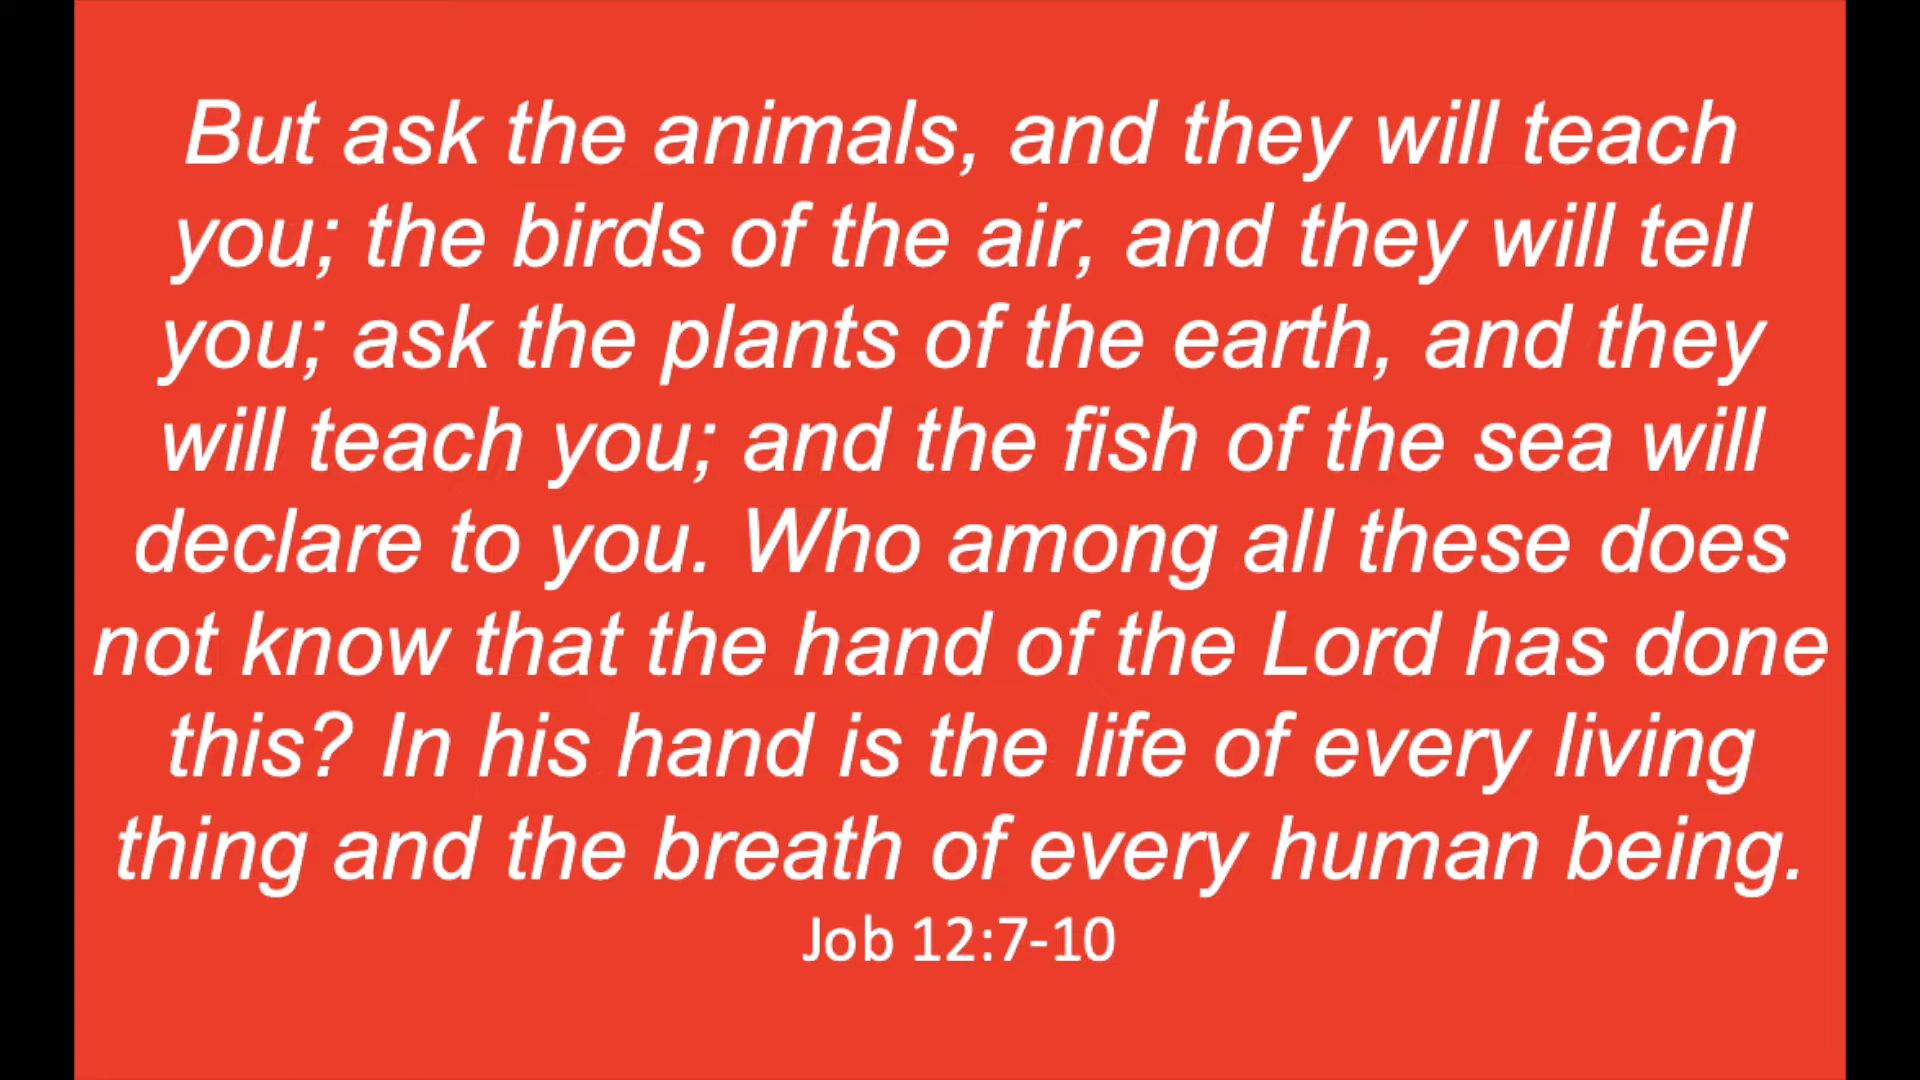 But ask the animals, and they will teach
you; the birds of the air, and they will tell
you; ask the plants of the earth, and they
will teach you; and the fish of the sea will
declare to you. Who among all these does
not know that the hand of the Lord has done
this? In his hand is the life of every living
thing and the breath of every human being.
Job 12:7-10